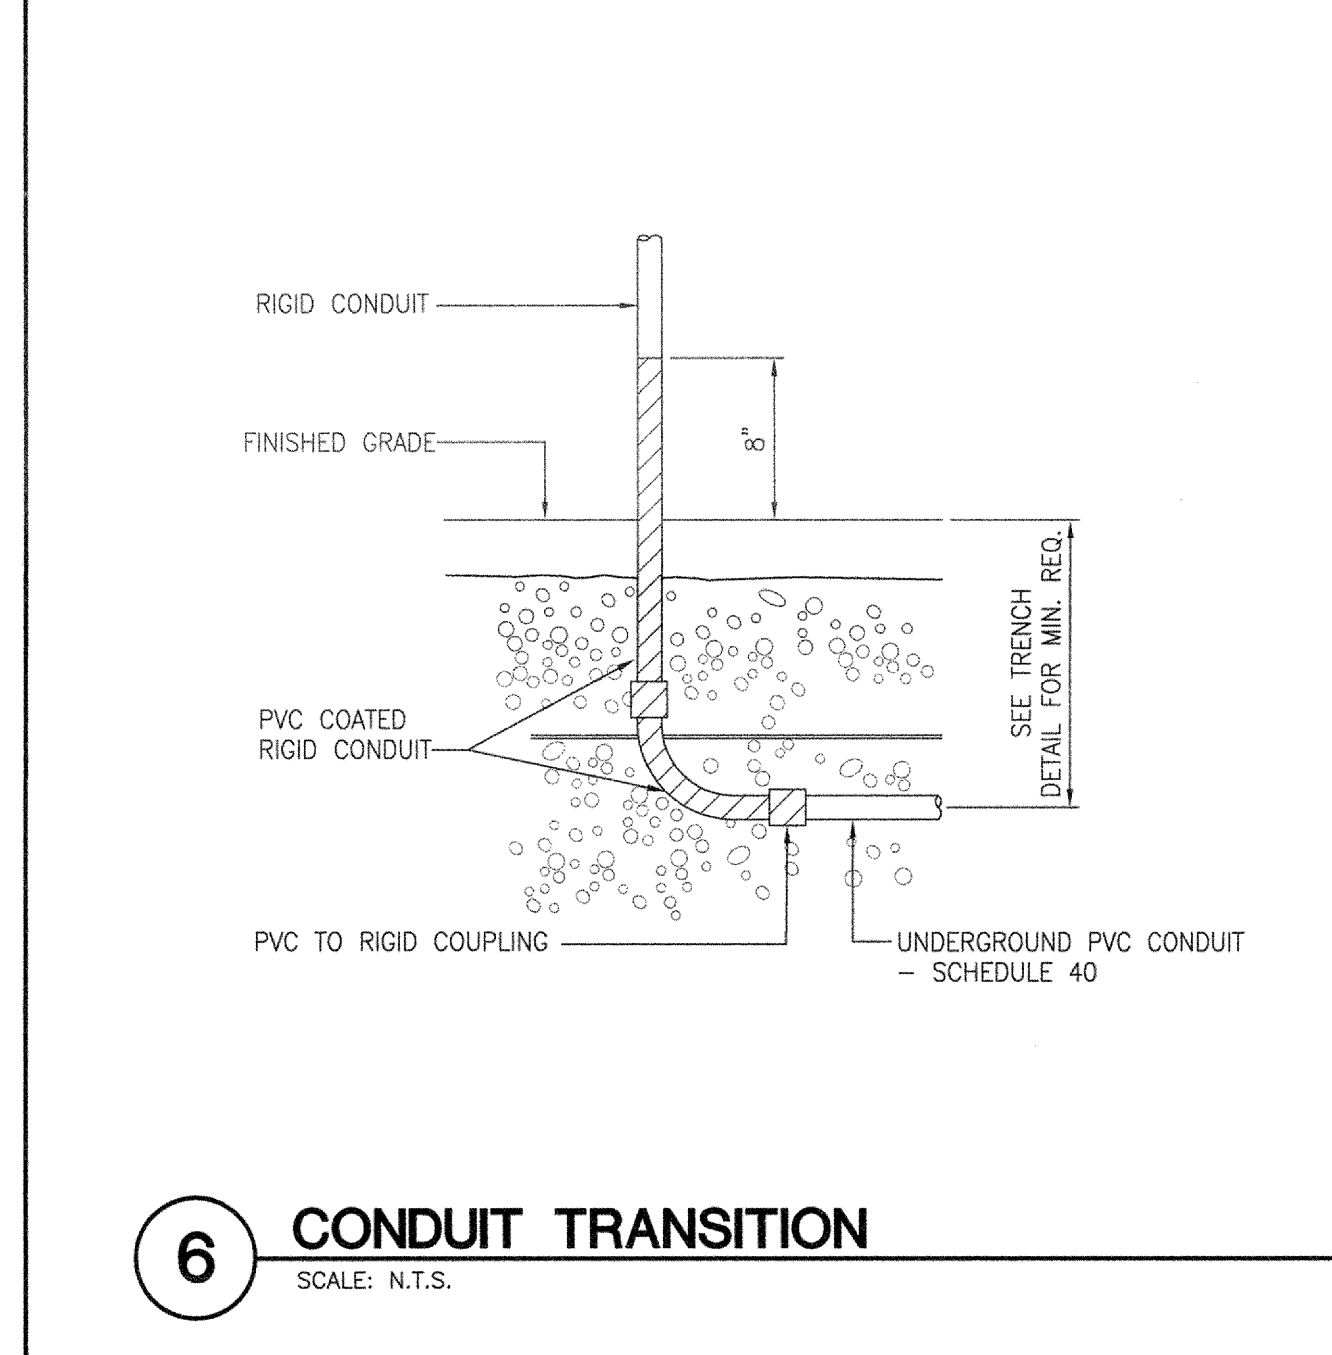 RIGID CONDUIT
FINISHED GRADE
8"
SEE TRENCH
DETAIL FOR MIN. REQ.
PVC COATED
RIGID CONDUIT
PVC TO RIGID COUPLING
UNDERGROUND PVC CONDUIT
- SCHEDULE 40
6
CONDUIT TRANSITION
SCALE: N.T.S.